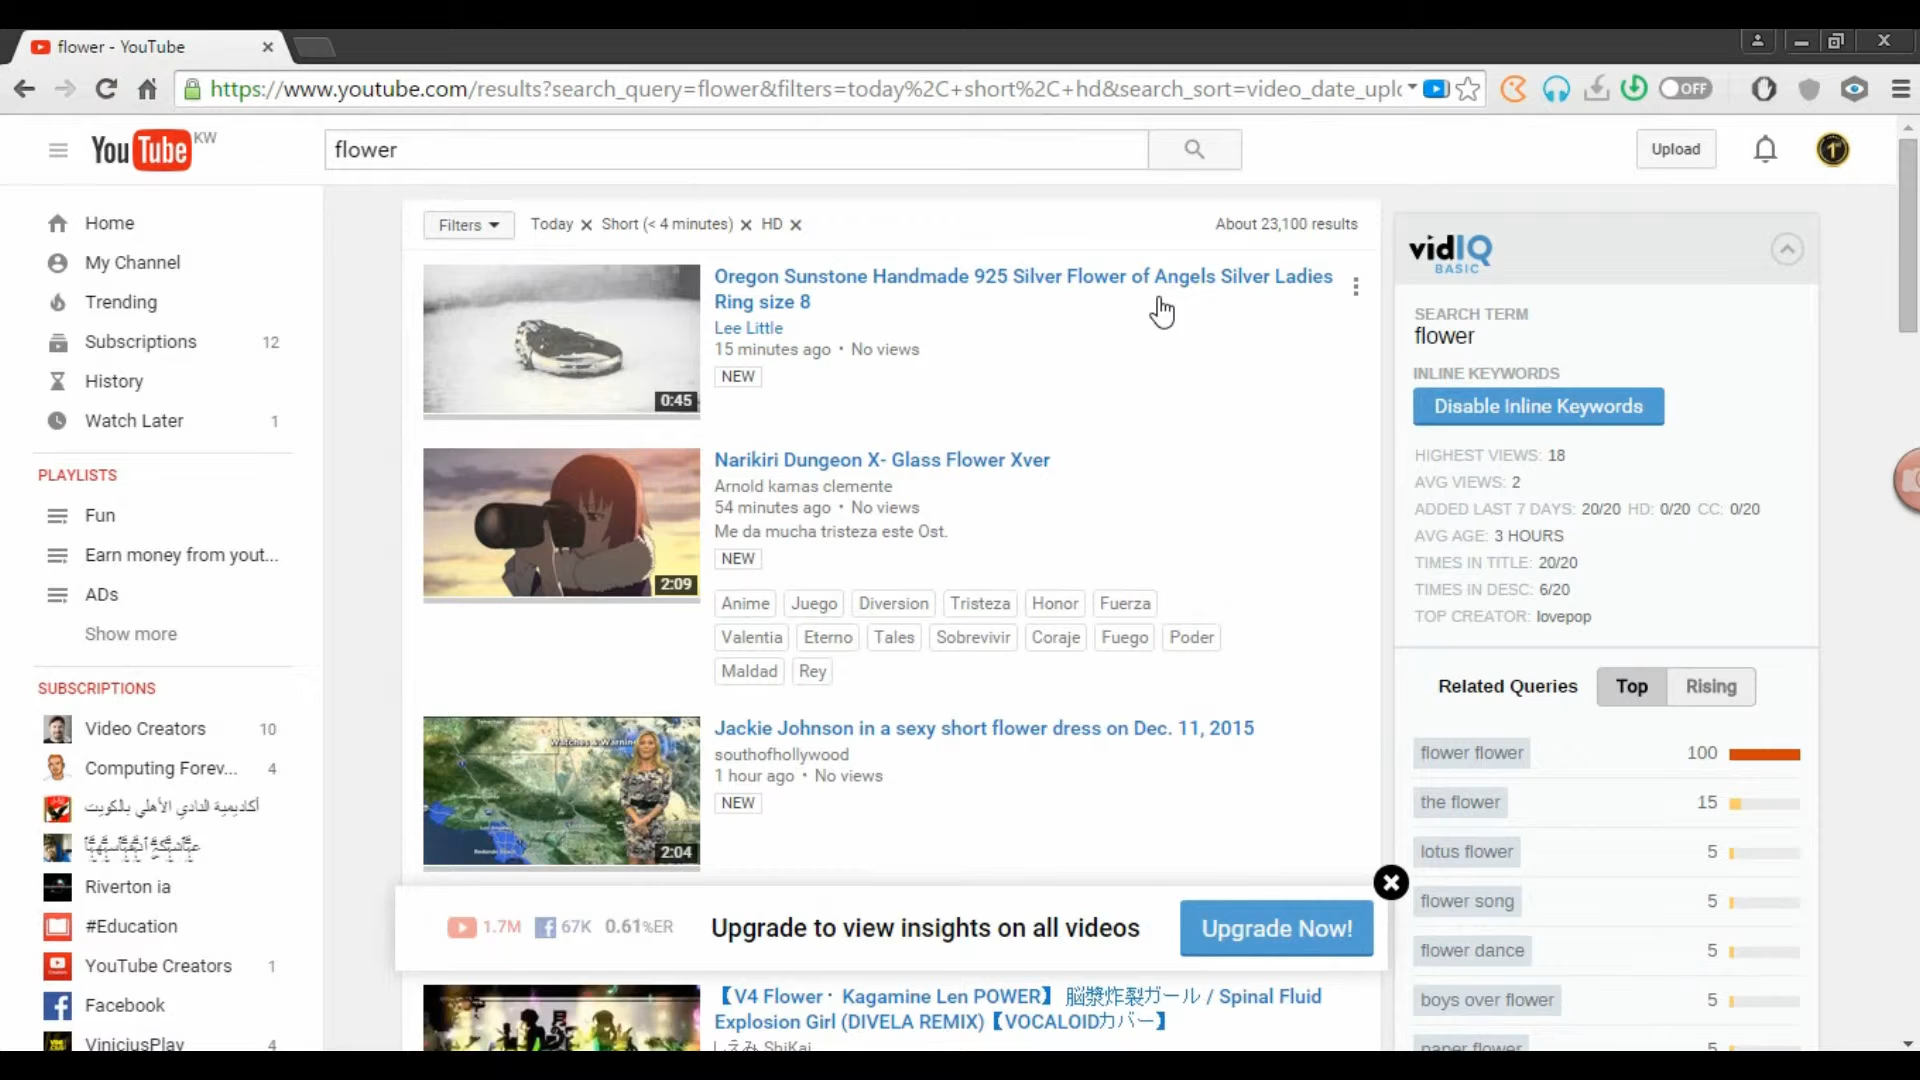 flower - YouTube
https://www.youtube.com/results?search_query=flower&filters=today%2C+short%2C+hd&search_sort=video_date_uplo
OFF
YouTube KW
flower
Upload
Home
My Channel
Trending
Subscriptions 12
History
Watch Later 1
PLAYLISTS
Fun
Earn money from yout...
ADs
Show more
SUBSCRIPTIONS
Video Creators 10
Computing Forev... 4
أكاديمية النادي الأهلي بالكويت
Riverton ia
#Education
YouTube Creators 1
Facebook
ViniciusPlay 4
Filters
Today Short (< 4 minutes) HD
About 23,100 results
Oregon Sunstone Handmade 925 Silver Flower of Angels Silver Ladies
Ring size 8
Lee Little
15 minutes ago • No views
NEW
0:45
Narikiri Dungeon X- Glass Flower Xver
Arnold kamas clemente
54 minutes ago • No views
Me da mucha tristeza este Ost.
NEW
2:09
Anime Juego Diversion Tristeza Honor Fuerza
Valentia Eterno Tales Sobrevivir Coraje Fuego Poder
Maldad Rey
Jackie Johnson in a sexy short flower dress on Dec. 11, 2015
southofhollywood
1 hour ago • No views
NEW
2:04
1.7M 67K 0.61%ER
Upgrade to view insights on all videos
Upgrade Now!
【V4 Flower・Kagamine Len POWER】 脳漿炸裂ガール / Spinal Fluid
Explosion Girl (DIVELA REMIX)【VOCALOIDカバー】
しえみ ShiKai
vidIQ
BASIC
SEARCH TERM
flower
INLINE KEYWORDS
Disable Inline Keywords
HIGHEST VIEWS: 18
AVG VIEWS: 2
ADDED LAST 7 DAYS: 20/20 HD: 0/20 CC: 0/20
AVG AGE: 3 HOURS
TIMES IN TITLE: 20/20
TIMES IN DESC: 6/20
TOP CREATOR: lovepop
Related Queries Top Rising
flower flower 100
the flower 15
lotus flower 5
flower song 5
flower dance 5
boys over flower 5
paper flower 5